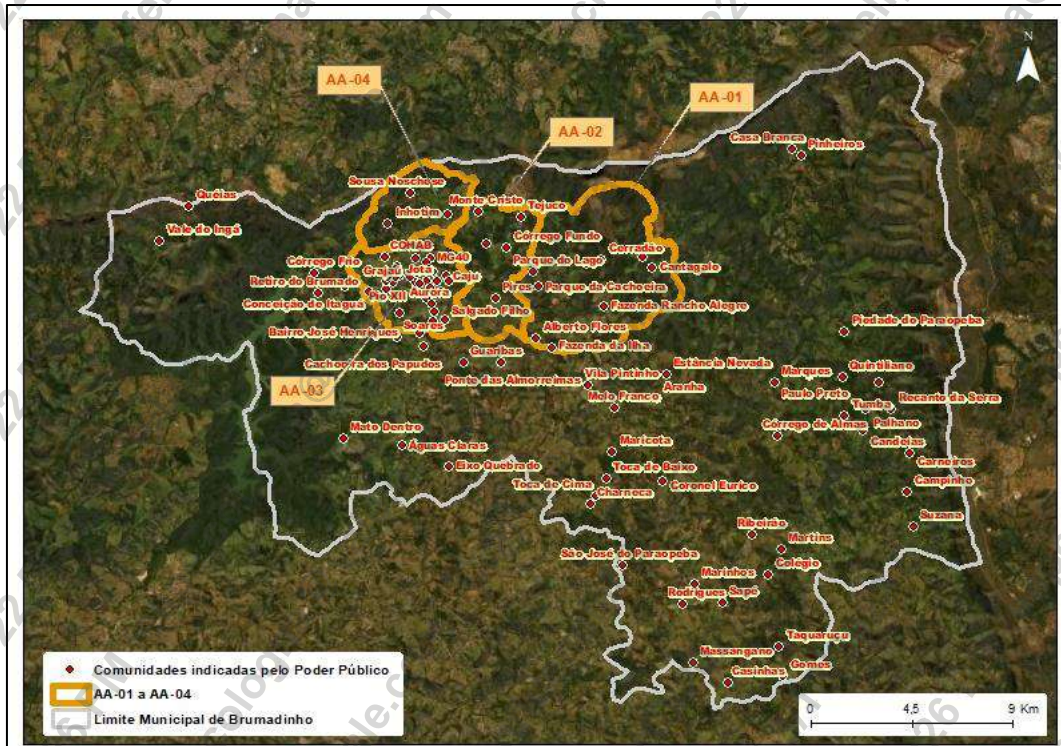 N
AA-04
AA-01
AA-02
Casa Branca
Pinheiros
Sousa Noschese
Quéias
Monte Cristo
Tejuco
Inhotim
Vale do Ingá
Córrego Fundo
COHAB
MG40
Cerradão
Córrego Frio
Parque do Lago
Cantagalo
Grajaú
Jotá
Caju
Retiro do Brumado
Pires
Parque da Cachoeira
Pio XII
Aurora
Conceição de Itaguá
Fazenda Rancho Alegre
Salgado Filho
Soares
Alberto Flores
Piedade do Paraopeba
Bairro José Henriques
Fazenda da Ilha
Cachoeira dos Papudos
Guaribas
Estância Nevada
Vila Pintinho
Marques
Quintiliano
Ponte das Almorreimas
Aranha
AA-03
Melo Franco
Paulo Preto
Recanto da Serra
Tumba
Mato Dentro
Córrego de Almas
Palhano
Águas Claras
Maricota
Candeias
Eixo Quebrado
Carneiros
Toca de Baixo
Toca de Cima
Coronel Eurico
Campinho
Charneca
Suzana
Ribeirão
Martins
São José do Paraopeba
Colégio
Marinhos
Rodrigues
Sapé
Taquaruçu
Massangano
Casinhas
Gomes
Comunidades indicadas pelo Poder Público
AA-01 a AA-04
Limite Municipal de Brumadinho
0 4,5 9 Km